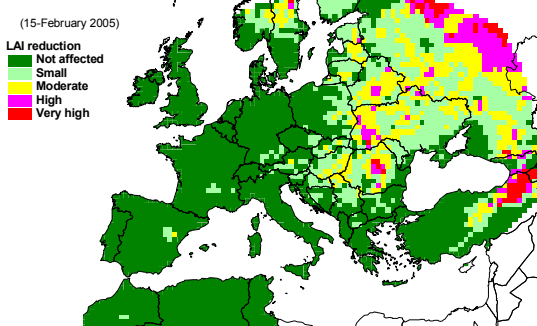 (15-February 2005)
LAI reduction
Not affected
Small
Moderate
High
Very high